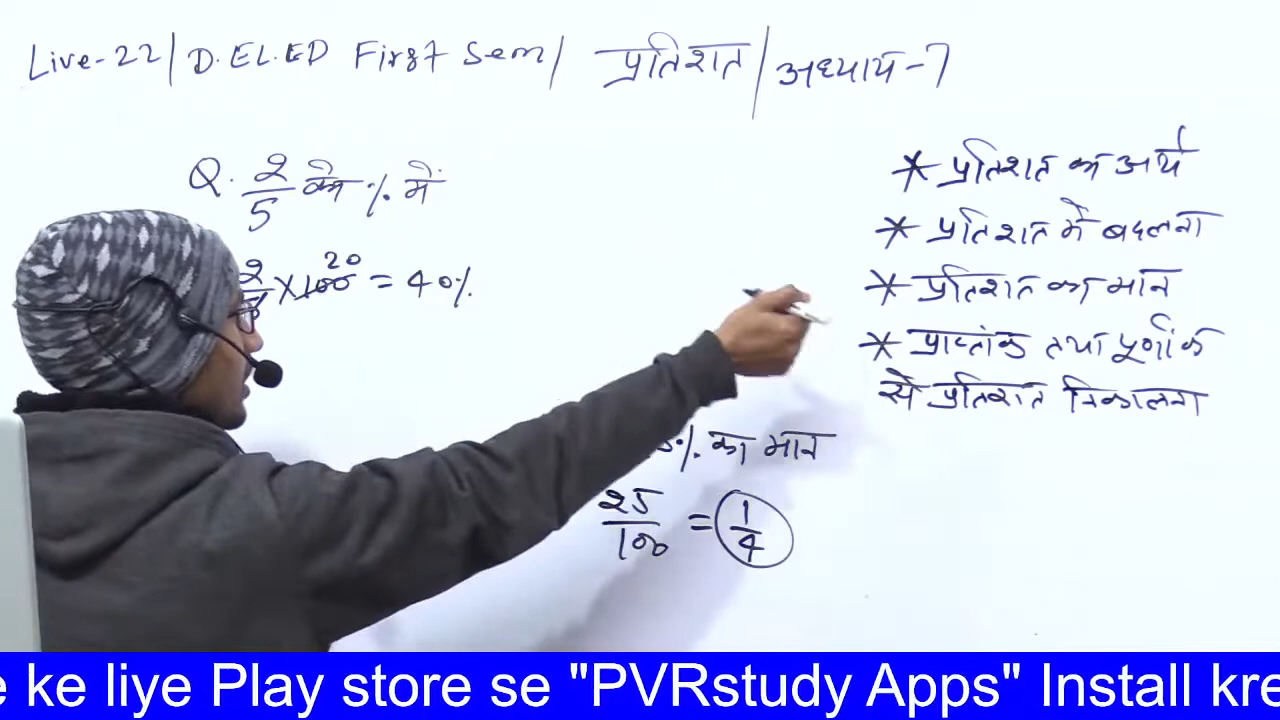 Live-22 | D.EL.ED First Sem / प्रतिशत / अध्याय-7
Q. 2/5 को % में
2/5 × 100 20 = 40%
* प्रतिशत का अर्थ
* प्रतिशत में बदलना
* प्रतिशत का मान
* प्राप्तांक तथा पूर्णांक
से प्रतिशत निकालना
5% का मान
25/100 = 1/4
e ke liye Play store se "PVRstudy Apps" Install kre